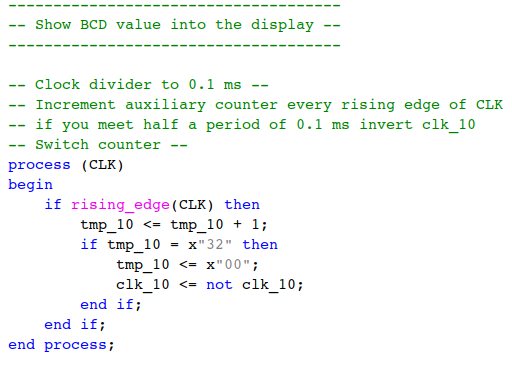 -------------------------------------
-- Show BCD value into the display --
-------------------------------------
-- Clock divider to 0.1 ms --
-- Increment auxiliary counter every rising edge of CLK
-- if you meet half a period of 0.1 ms invert clk_10
-- Switch counter --
process (CLK)
begin
    if rising_edge(CLK) then
        tmp_10 <= tmp_10 + 1;
        if tmp_10 = x"32" then
            tmp_10 <= x"00";
            clk_10 <= not clk_10;
        end if;
    end if;
end process;